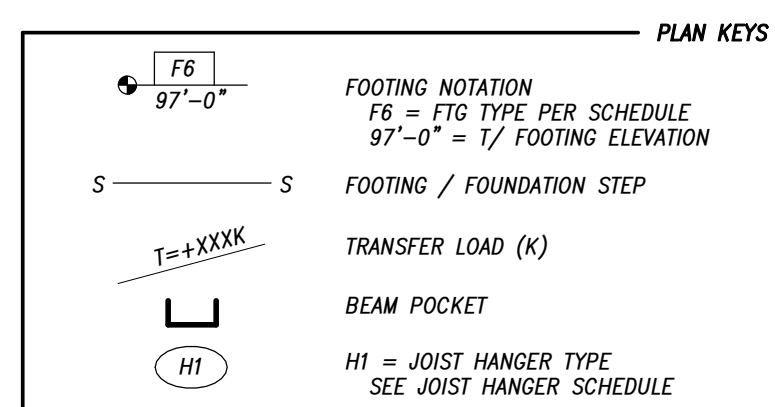 PLAN KEYS
F6
97'-0"
FOOTING NOTATION
F6 = FTG TYPE PER SCHEDULE
97'-0" = T/ FOOTING ELEVATION
S S
FOOTING / FOUNDATION STEP
T=+XXXK
TRANSFER LOAD (K)
BEAM POCKET
H1
H1 = JOIST HANGER TYPE
SEE JOIST HANGER SCHEDULE